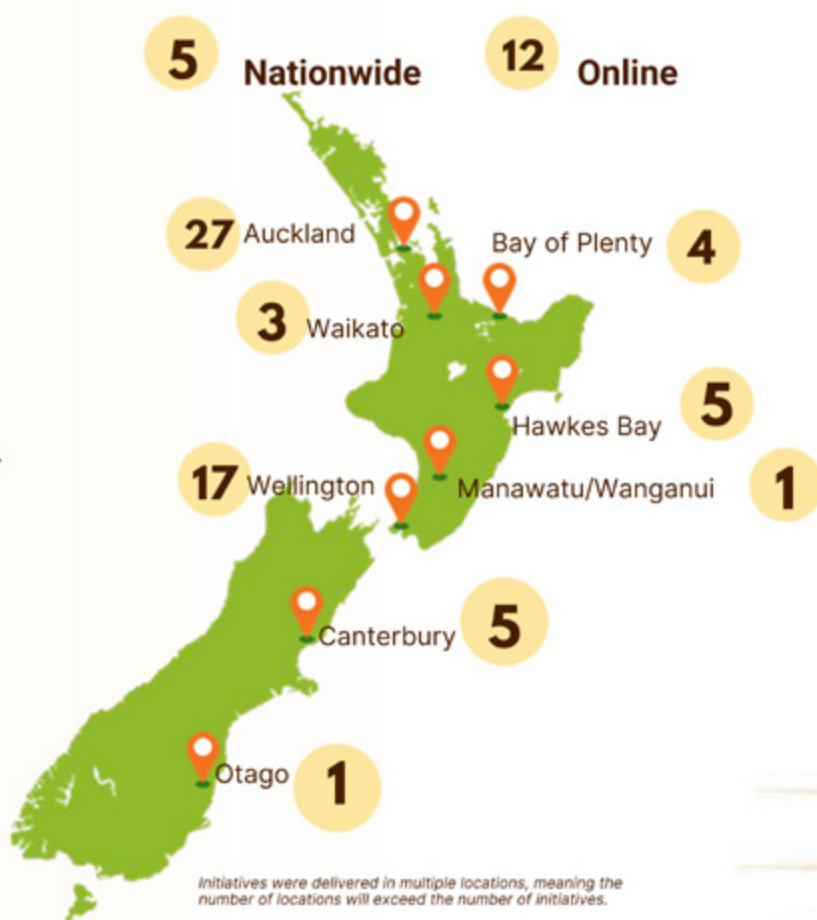 5 Nationwide
12 Online
27 Auckland
Bay of Plenty 4
3 Waikato
Hawkes Bay 5
17 Wellington
Manawatu/Wanganui 1
Canterbury 5
Otago 1
Initiatives were delivered in multiple locations, meaning the
number of locations will exceed the number of initiatives.